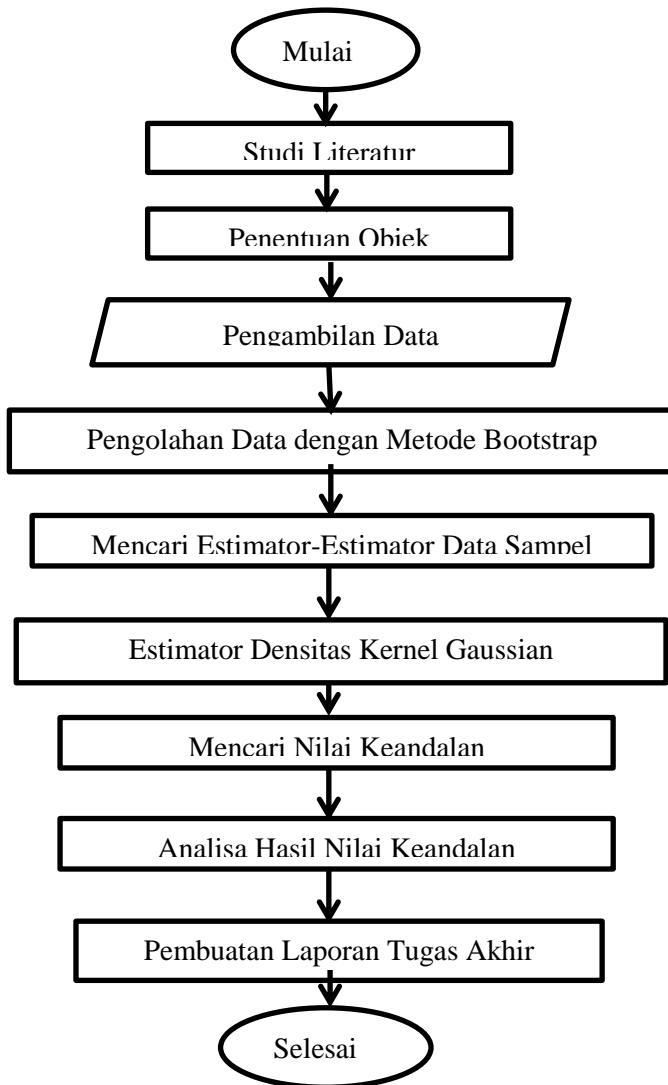 Mulai
Studi Literatur
Penentuan Objek
Pengambilan Data
Pengolahan Data dengan Metode Bootstrap
Mencari Estimator-Estimator Data Sampel
Estimator Densitas Kernel Gaussian
Mencari Nilai Keandalan
Analisa Hasil Nilai Keandalan
Pembuatan Laporan Tugas Akhir
Selesai